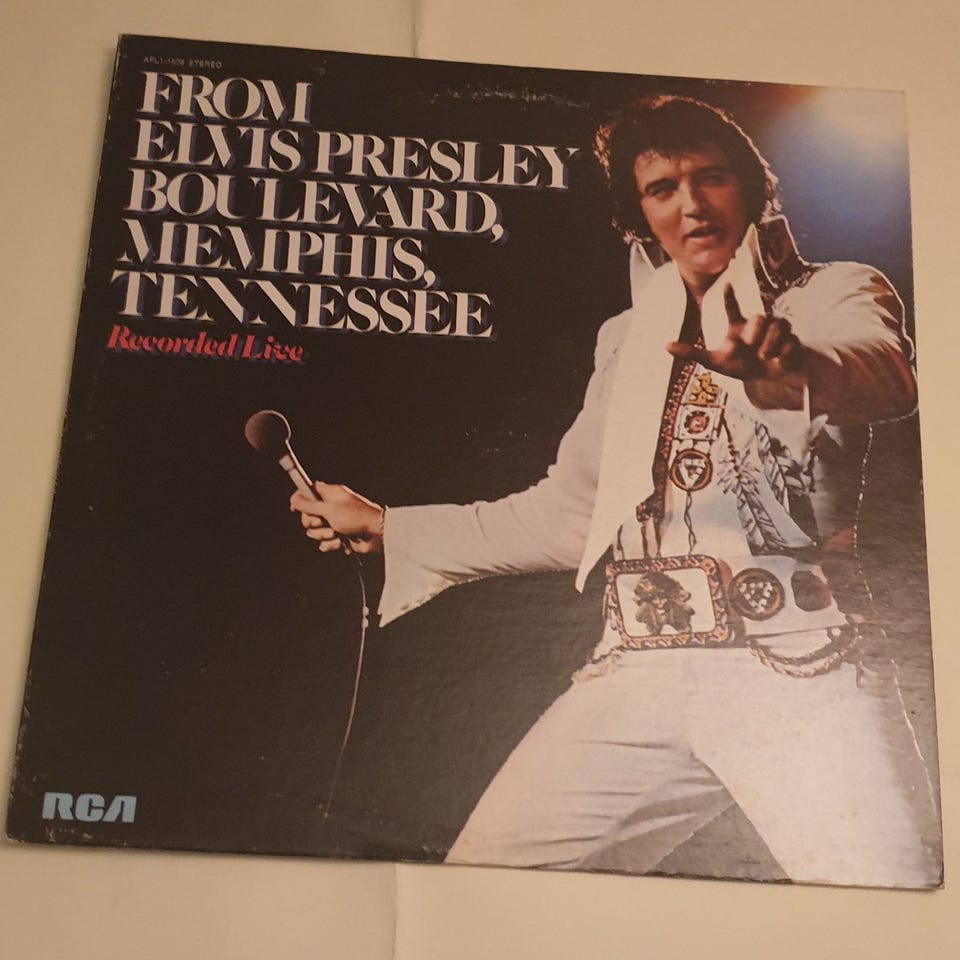 APL1-1506 STEREO
FROM
ELVIS PRESLEY
BOULEVARD,
MEMPHIS,
TENNESSEE
Recorded Live
RCA